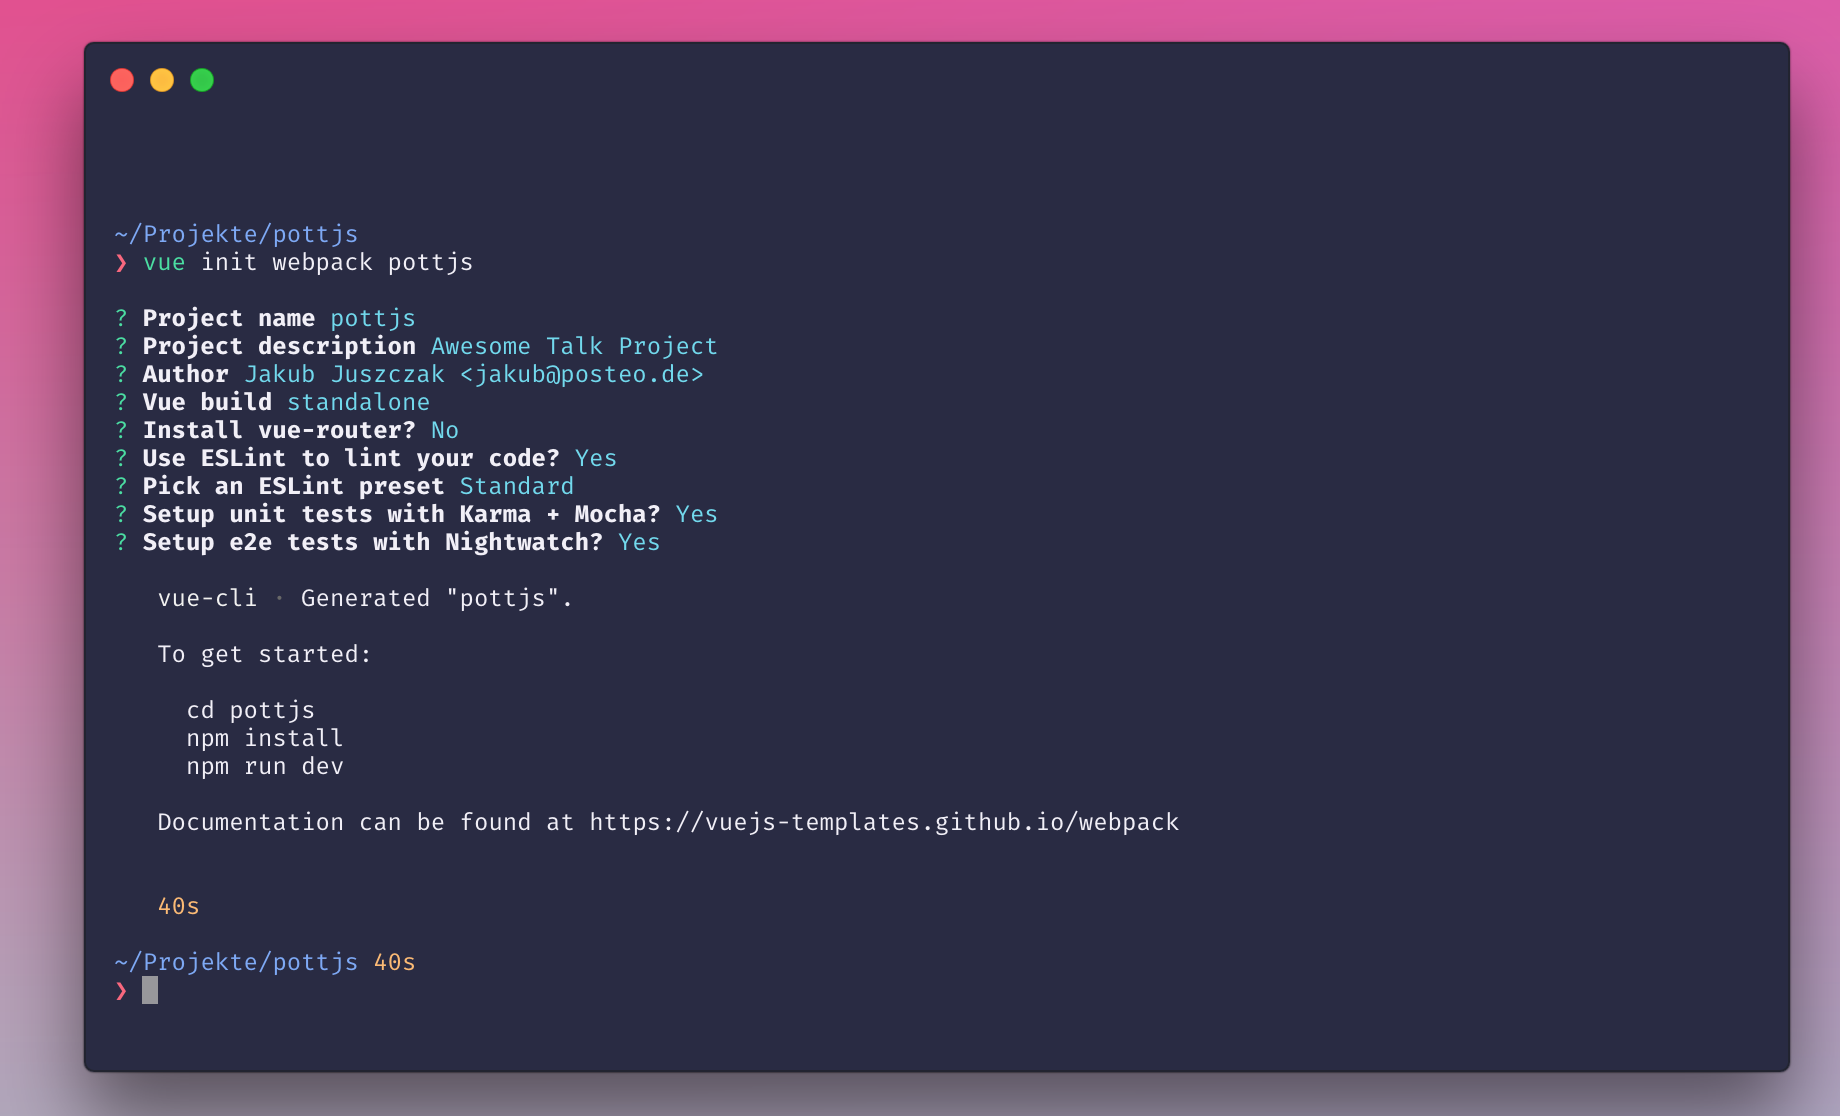 ~/Projekte/pottjs
❯ vue init webpack pottjs
? Project name pottjs
? Project description Awesome Talk Project
? Author Jakub Juszczak <jakub@posteo.de>
? Vue build standalone
? Install vue-router? No
? Use ESLint to lint your code? Yes
? Pick an ESLint preset Standard
? Setup unit tests with Karma + Mocha? Yes
? Setup e2e tests with Nightwatch? Yes
vue-cli · Generated "pottjs".
To get started:
cd pottjs
npm install
npm run dev
Documentation can be found at https://vuejs-templates.github.io/webpack
40s
~/Projekte/pottjs 40s
❯